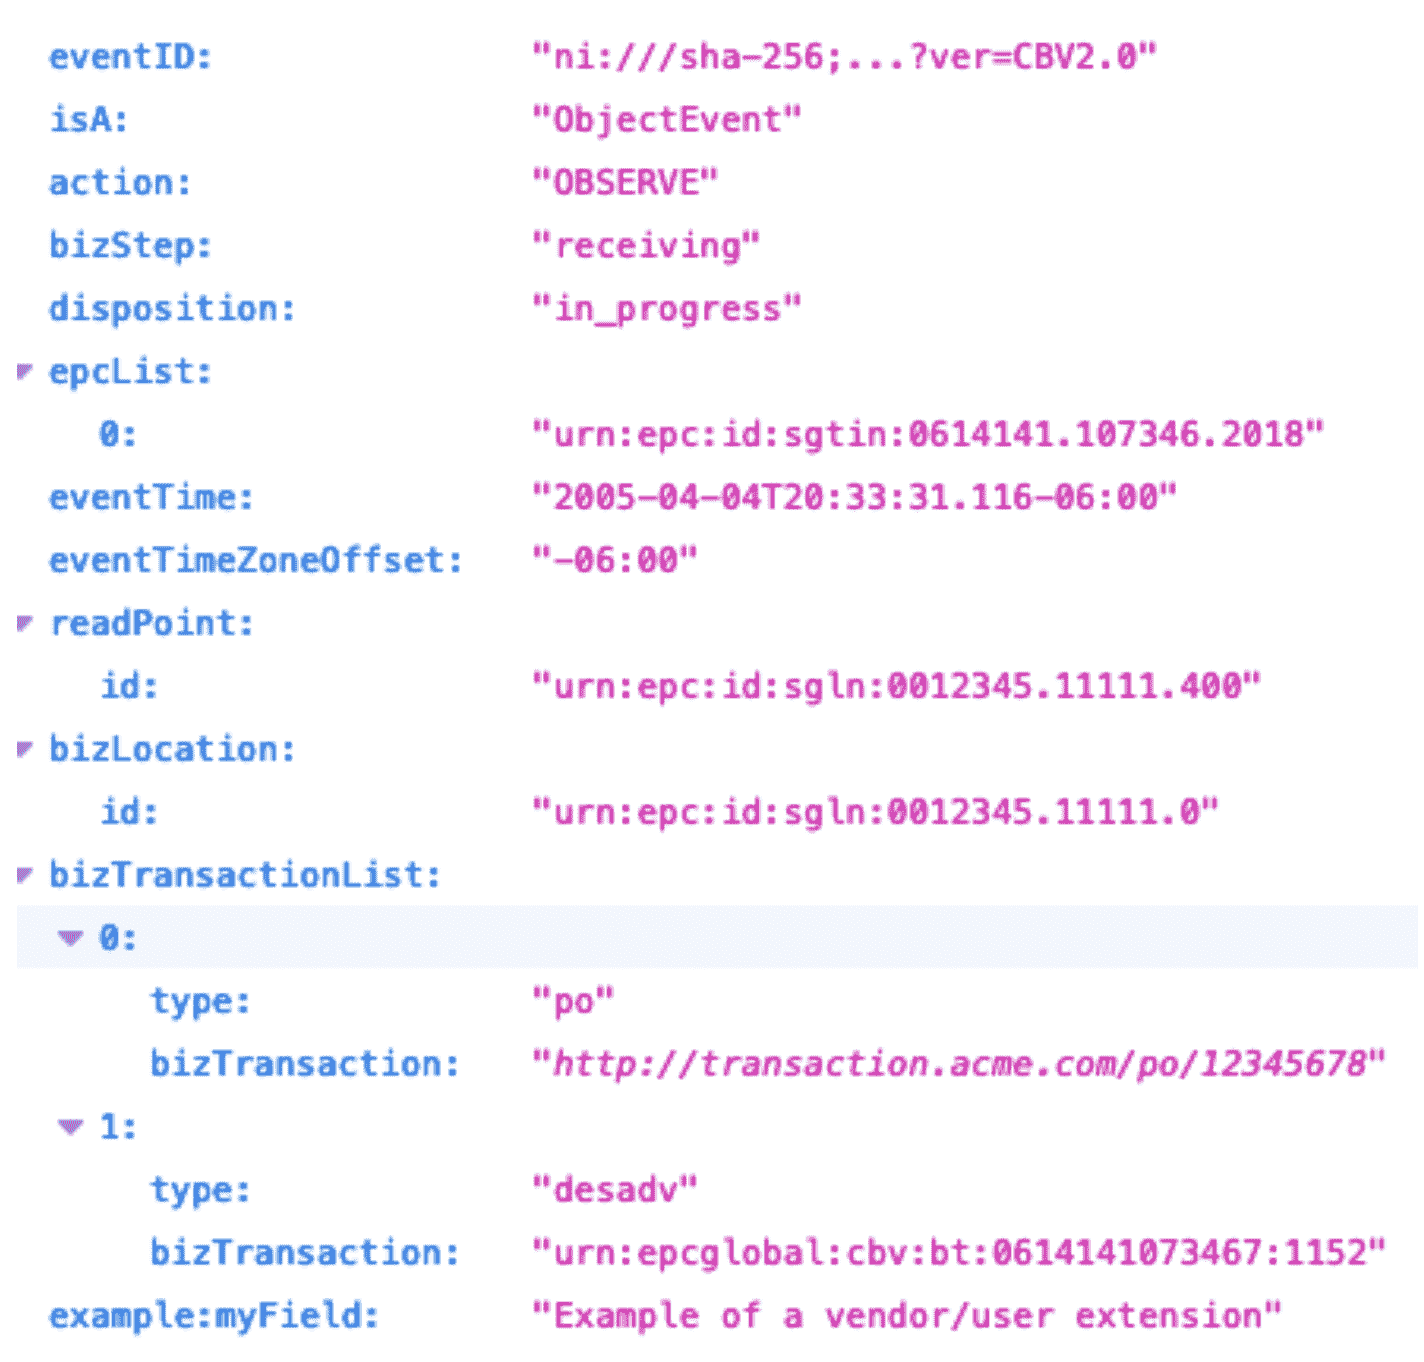 eventID: "ni:///sha-256;...?ver=CBV2.0"
isA: "ObjectEvent"
action: "OBSERVE"
bizStep: "receiving"
disposition: "in_progress"
epcList:
0: "urn:epc:id:sgtin:0614141.107346.2018"
eventTime: "2005-04-04T20:33:31.116-06:00"
eventTimeZoneOffset: "-06:00"
readPoint:
id: "urn:epc:id:sgln:0012345.11111.400"
bizLocation:
id: "urn:epc:id:sgln:0012345.11111.0"
bizTransactionList:
0:
type: "po"
bizTransaction: "http://transaction.acme.com/po/12345678"
1:
type: "desadv"
bizTransaction: "urn:epcglobal:cbv:bt:0614141073467:1152"
example:myField: "Example of a vendor/user extension"